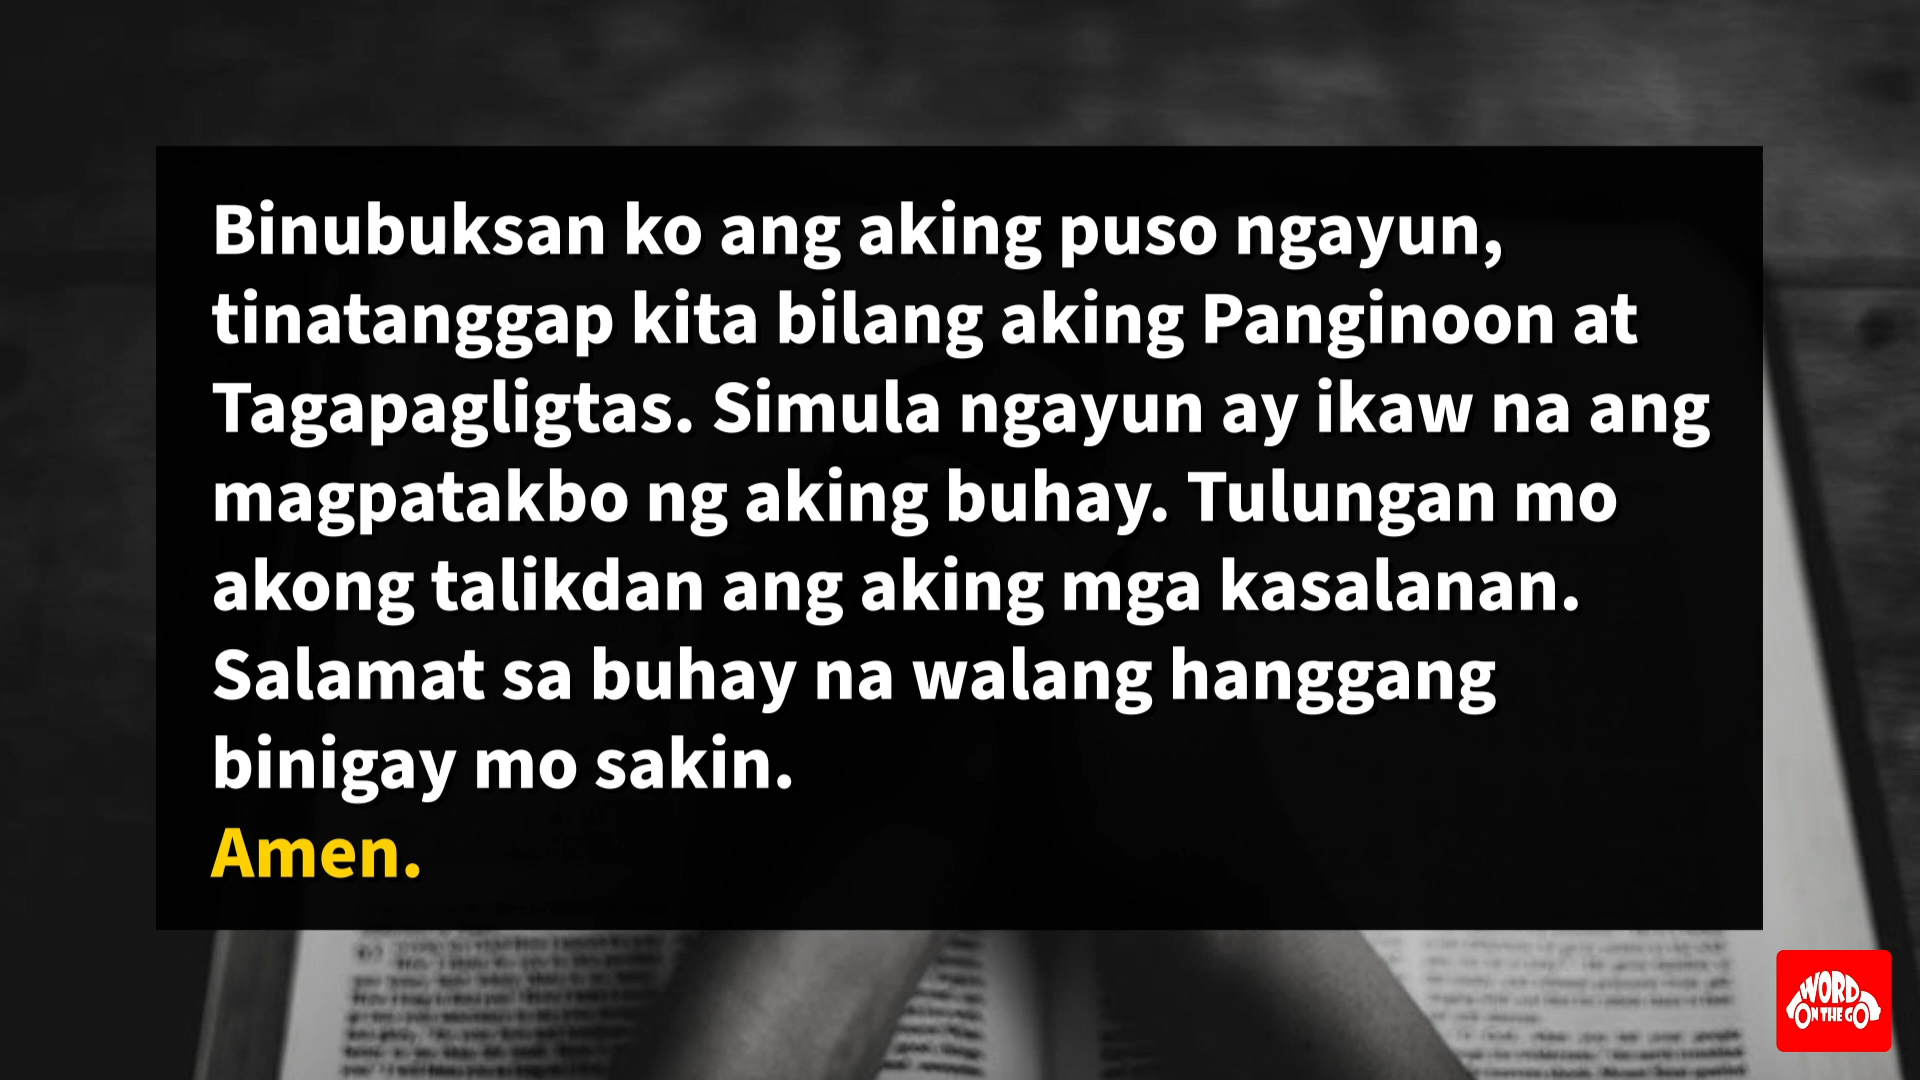 Binubuksan ko ang aking puso ngayun,
tinatanggap kita bilang aking Panginoon at
Tagapagligtas. Simula ngayun ay ikaw na ang
magpatakbo ng aking buhay. Tulungan mo
akong talikdan ang aking mga kasalanan.
Salamat sa buhay na walang hanggang
binigay mo sakin.
Amen.
WORD
ON THE GO